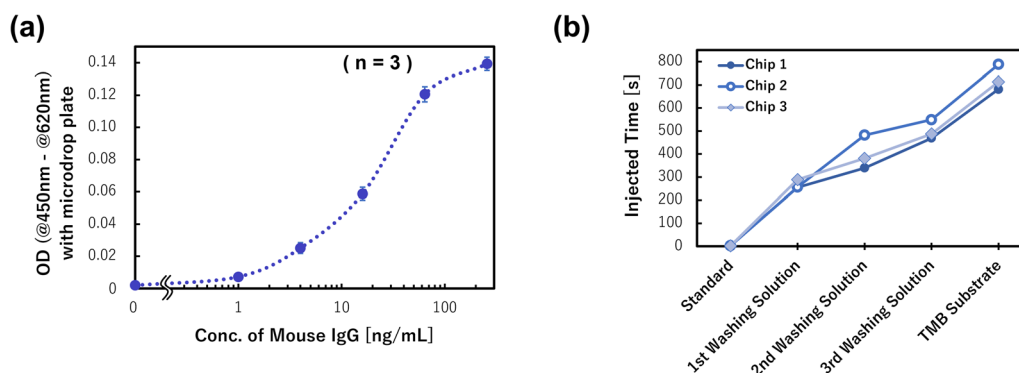 (a)
( n = 3 )
OD (@450nm - @620nm)
with microdrop plate
0.14
0.12
0.10
0.08
0.06
0.04
0.02
0
0
1
10
100
Conc. of Mouse IgG [ng/mL]
(b)
Injected Time [s]
800
700
600
500
400
300
200
100
0
Chip 1
Chip 2
Chip 3
Standard
1st Washing Solution
2nd Washing Solution
3rd Washing Solution
TMB Substrate